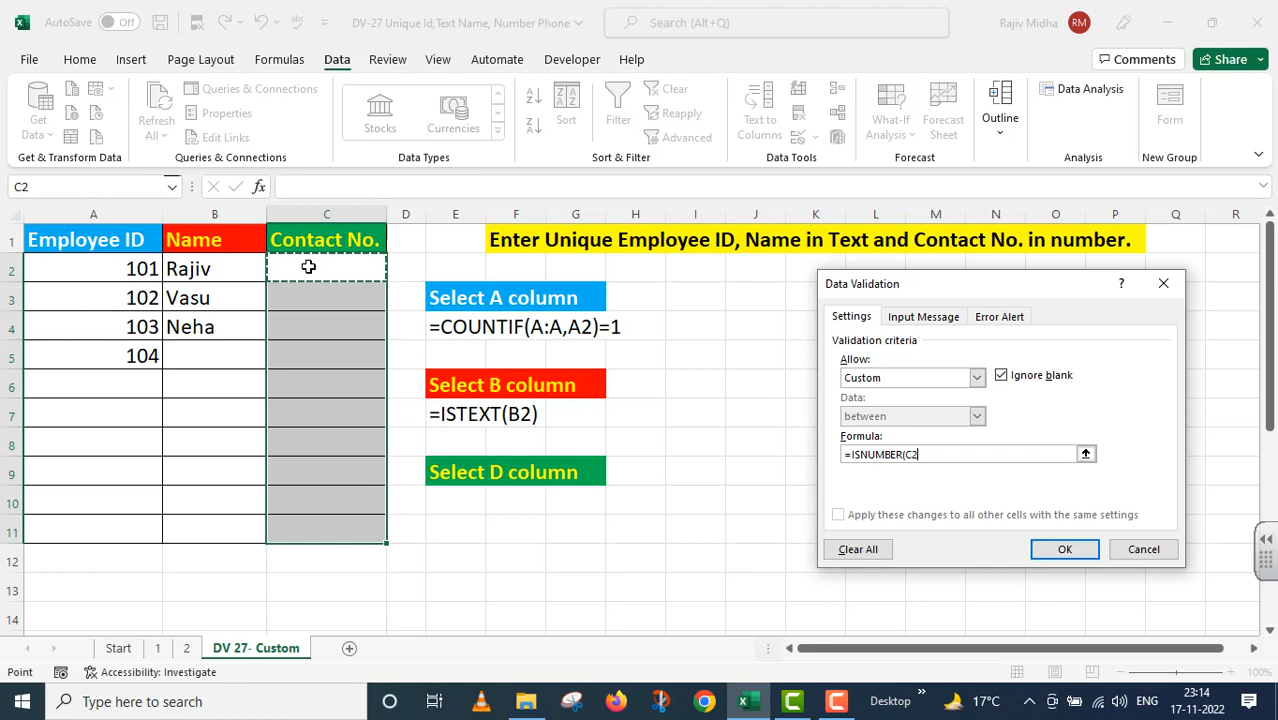 AutoSave Off
DV-27 Unique Id,Text Name, Number Phone
Search (Alt+Q)
Rajiv Midha RM
File Home Insert Page Layout Formulas Data Review View Automate Developer Help
Comments Share
Get Data
Refresh All
Queries & Connections
Properties
Edit Links
Stocks Currencies
Sort
Filter
Clear
Reapply
Advanced
Text to Columns
What-If Analysis
Forecast Sheet
Outline
Data Analysis
Form
Get & Transform Data
Queries & Connections
Data Types
Sort & Filter
Data Tools
Forecast
Analysis
New Group
C2
fx
A B C D E F G H I J K L M N O P Q R
1 Employee ID Name Contact No. Enter Unique Employee ID, Name in Text and Contact No. in number.
2 101 Rajiv
3 102 Vasu Select A column
4 103 Neha =COUNTIF(A:A,A2)=1
5 104
6 Select B column
7 =ISTEXT(B2)
8
9 Select D column
10
11
12
13
14
Data Validation ?
Settings Input Message Error Alert
Validation criteria
Allow:
Custom Ignore blank
Data:
between
Formula:
=ISNUMBER(C2
Apply these changes to all other cells with the same settings
Clear All OK Cancel
Start 1 2 DV 27- Custom
Point Accessibility: Investigate 100%
Type here to search
Desktop
17°C
ENG
23:14
17-11-2022